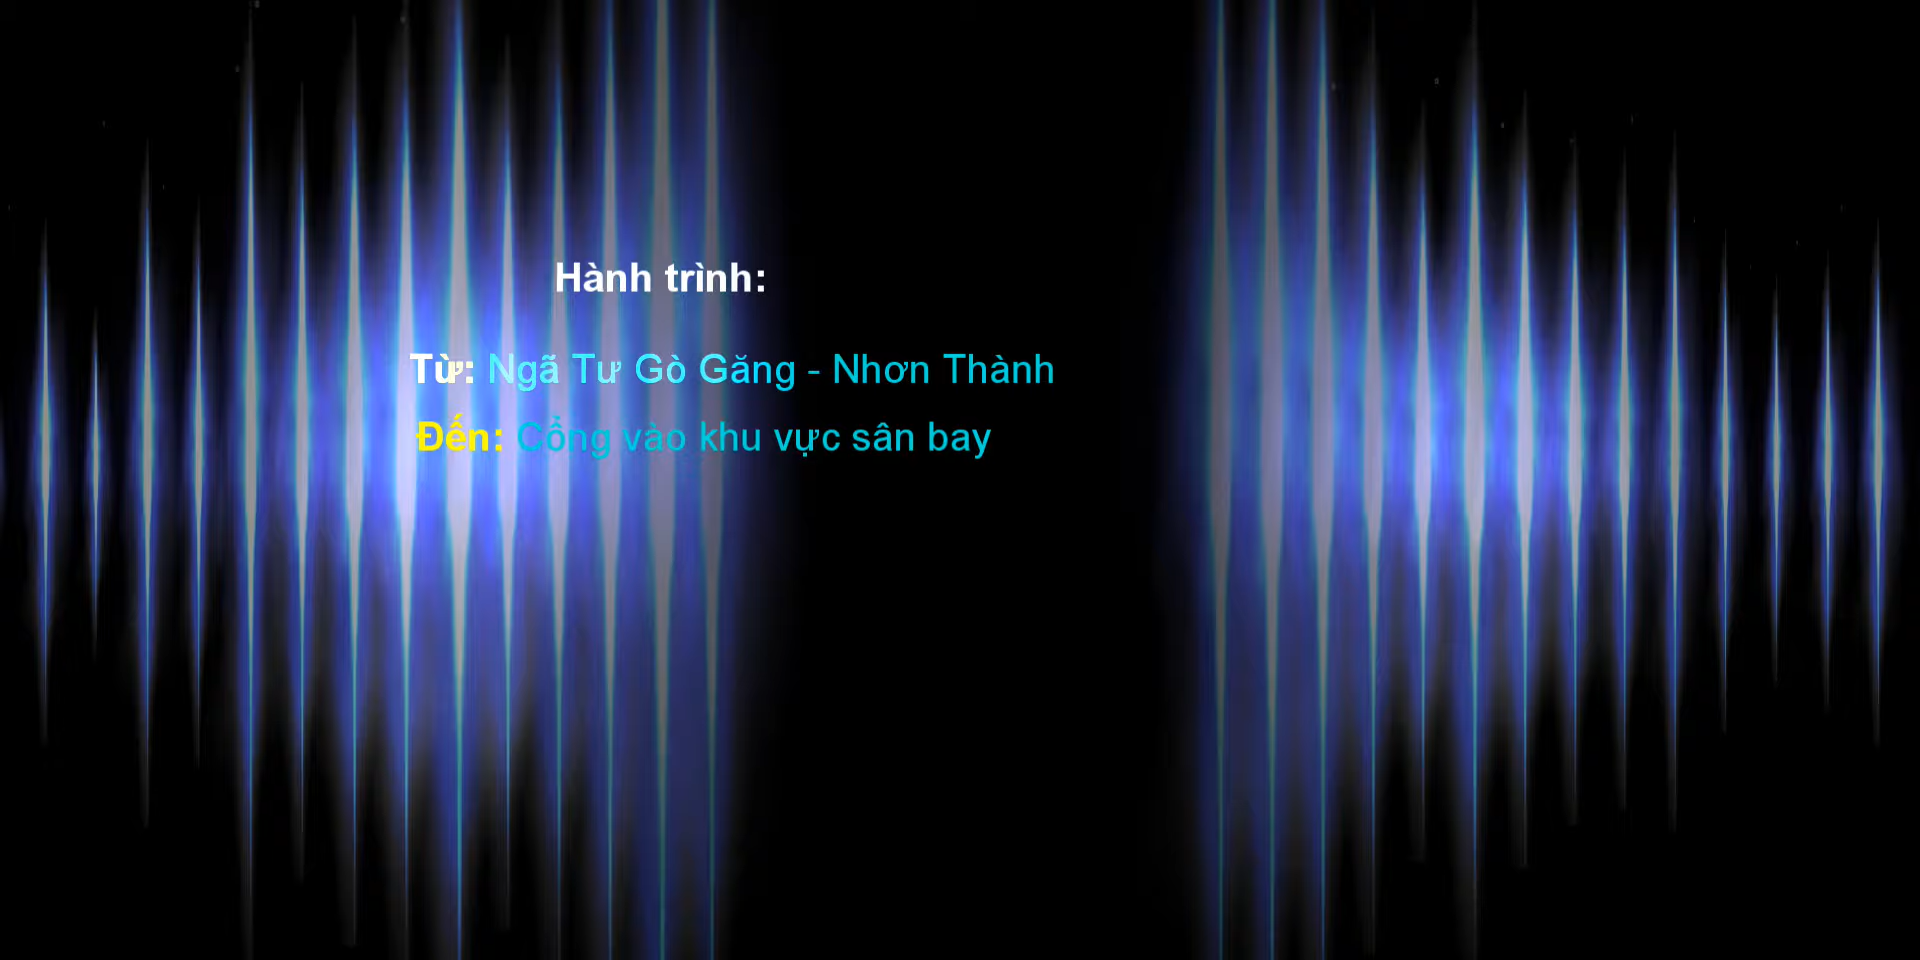 Hành trình:
Từ: Ngã Tư Gò Găng - Nhơn Thành
Đến: Cổng vào khu vực sân bay